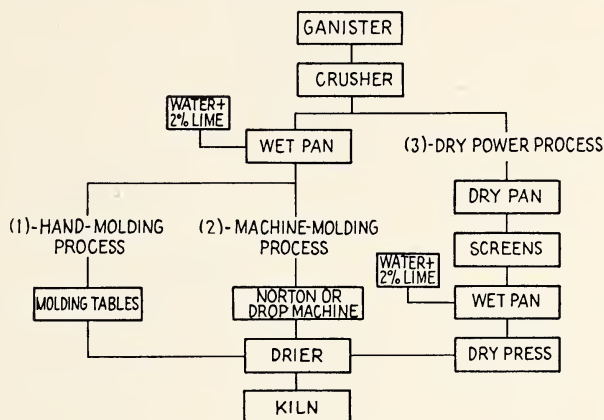 GANISTER
CRUSHER
WATER+
2% LIME
WET PAN
(3)-DRY POWER PROCESS
DRY PAN
(1)-HAND-MOLDING
PROCESS
(2)-MACHINE-MOLDING
PROCESS
SCREENS
WATER+
2% LIME
MOLDING TABLES
NORTON OR
DROP MACHINE
WET PAN
DRIER
DRY PRESS
KILN